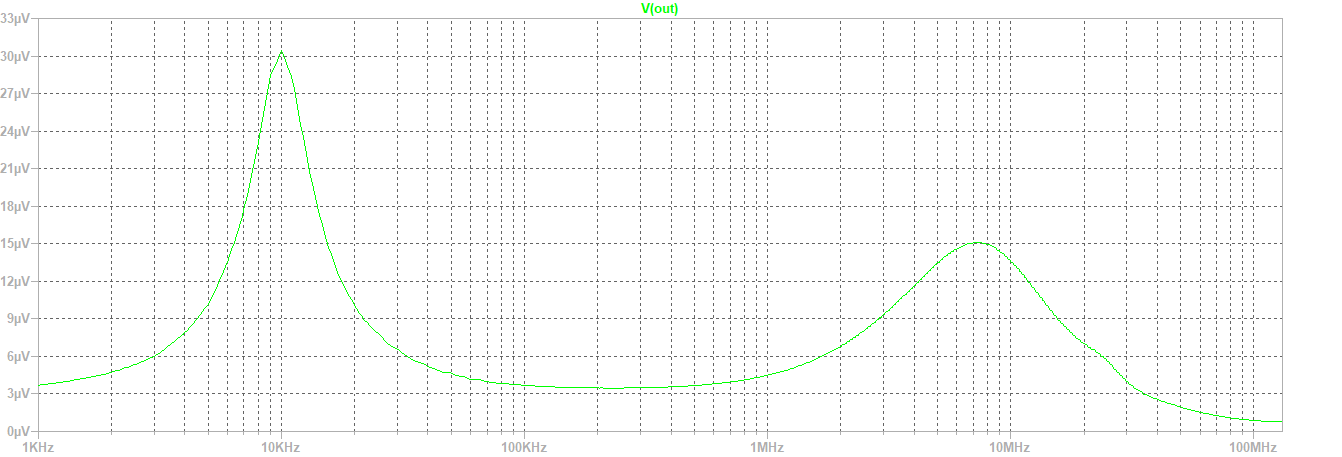 V(out)
33µV
30µV
27µV
24µV
21µV
18µV
15µV
12µV
9µV
6µV
3µV
0µV
1KHz 10KHz 100KHz 1MHz 10MHz 100MHz